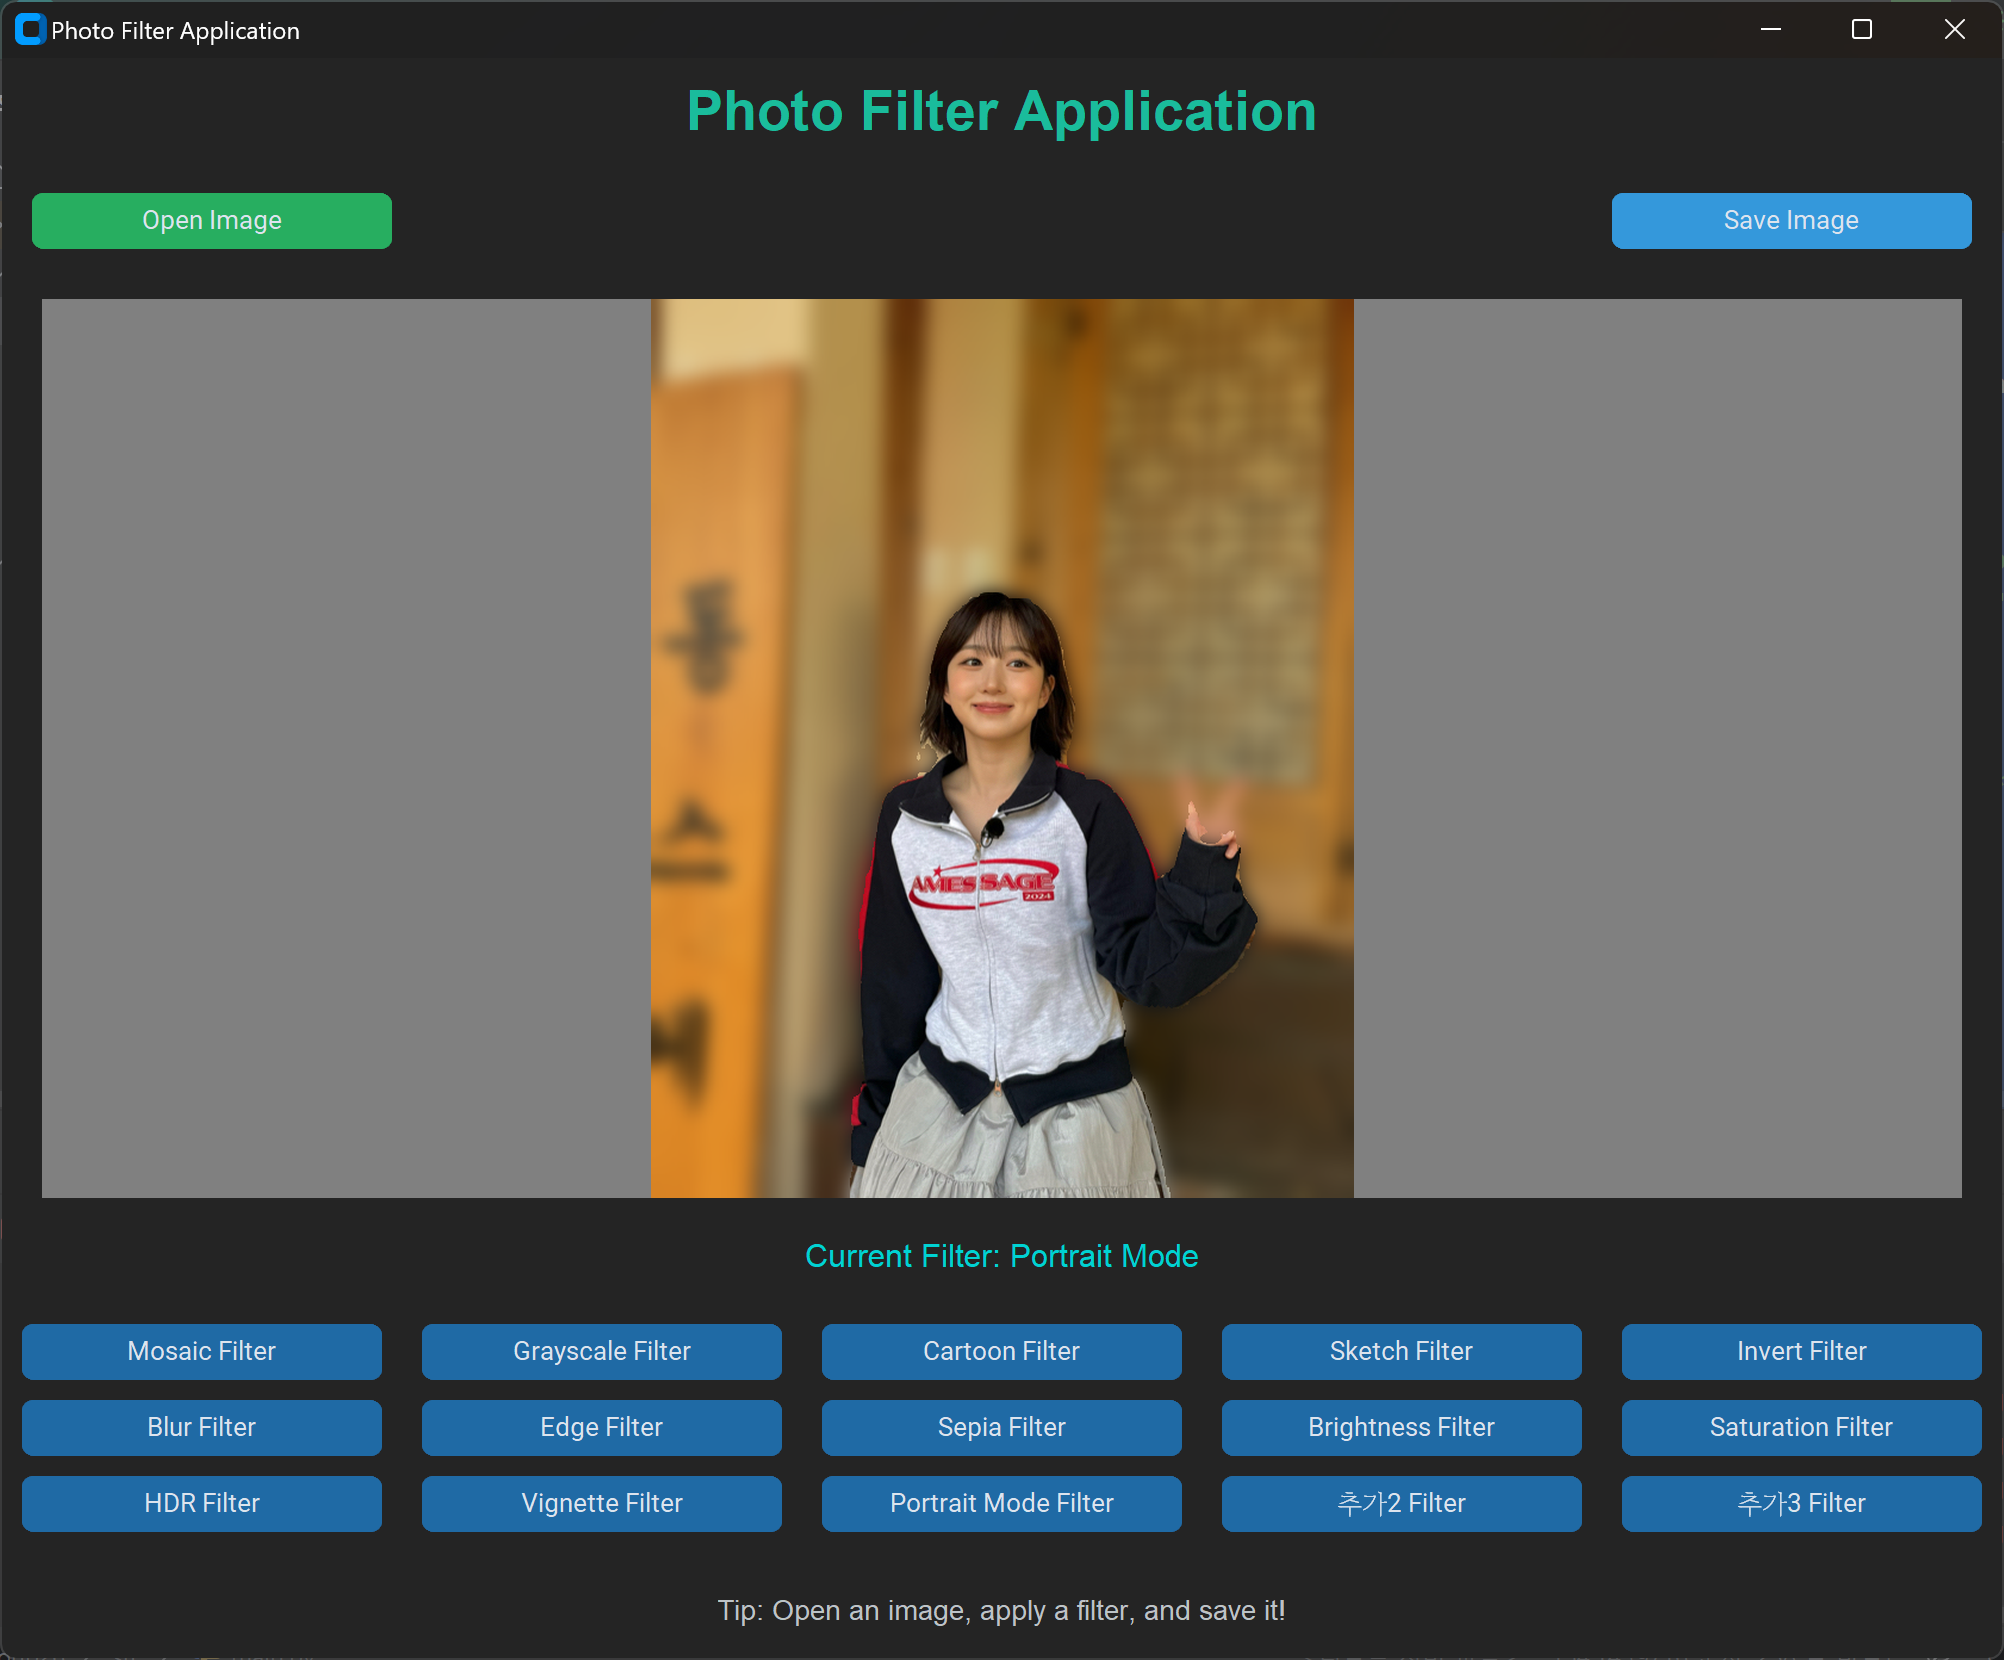 Photo Filter Application
Photo Filter Application
Open Image
Save Image
AMESSAGE
2024
Current Filter: Portrait Mode
Mosaic Filter
Grayscale Filter
Cartoon Filter
Sketch Filter
Invert Filter
Blur Filter
Edge Filter
Sepia Filter
Brightness Filter
Saturation Filter
HDR Filter
Vignette Filter
Portrait Mode Filter
추가2 Filter
추가3 Filter
Tip: Open an image, apply a filter, and save it!